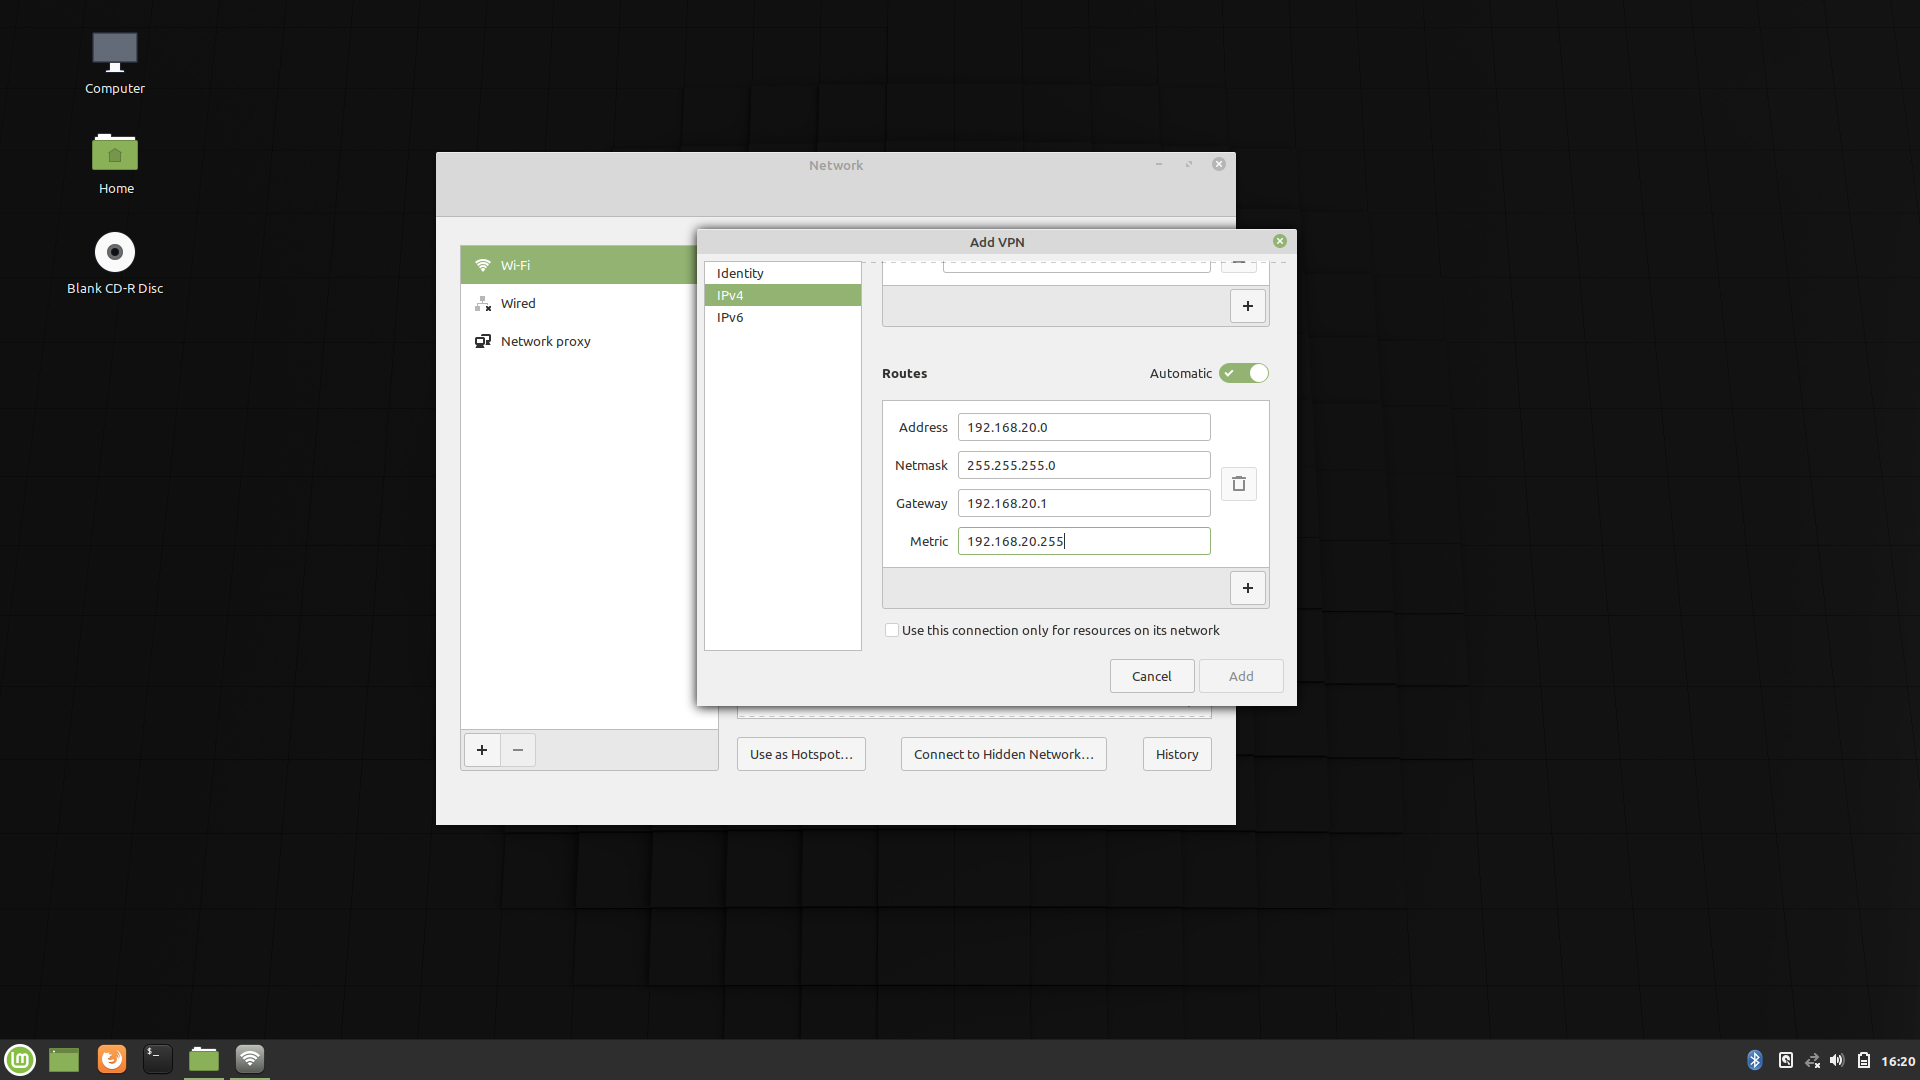 Computer
Home
Blank CD-R Disc
Network
Wi-Fi
Wired
Network proxy
Add VPN
Identity
IPv4
IPv6
Routes
Automatic
Address
192.168.20.0
Netmask
255.255.255.0
Gateway
192.168.20.1
Metric
192.168.20.255
+
Use this connection only for resources on its network
Cancel
Add
Use as Hotspot...
Connect to Hidden Network...
History
16:20